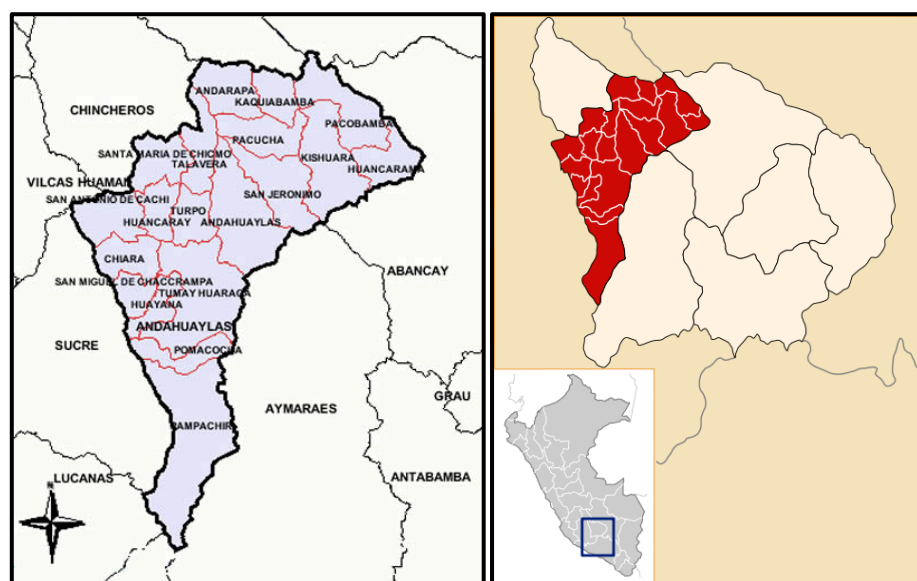 ANDARAPA
KAQUIABAMBA
CHINCHEROS
PACOBAMBA
PACUCHA
SANTA MARIA DE CHICMO
TALAVERA
KISHUARA
HUANCARAMA
VILCAS HUAMAN
SAN ANTONIO DE CACHI
SAN JERONIMO
TURPO
HUANCARAY
ANDAHUAYLAS
CHIARA
ABANCAY
SAN MIGUEL DE CHACCRAMPA
TUMAY HUARACA
HUAYANA
ANDAHUAYLAS
SUCRE
POMACOCHA
GRAU
AYMARAES
PAMPACHIRI
LUCANAS
ANTABAMBA
N